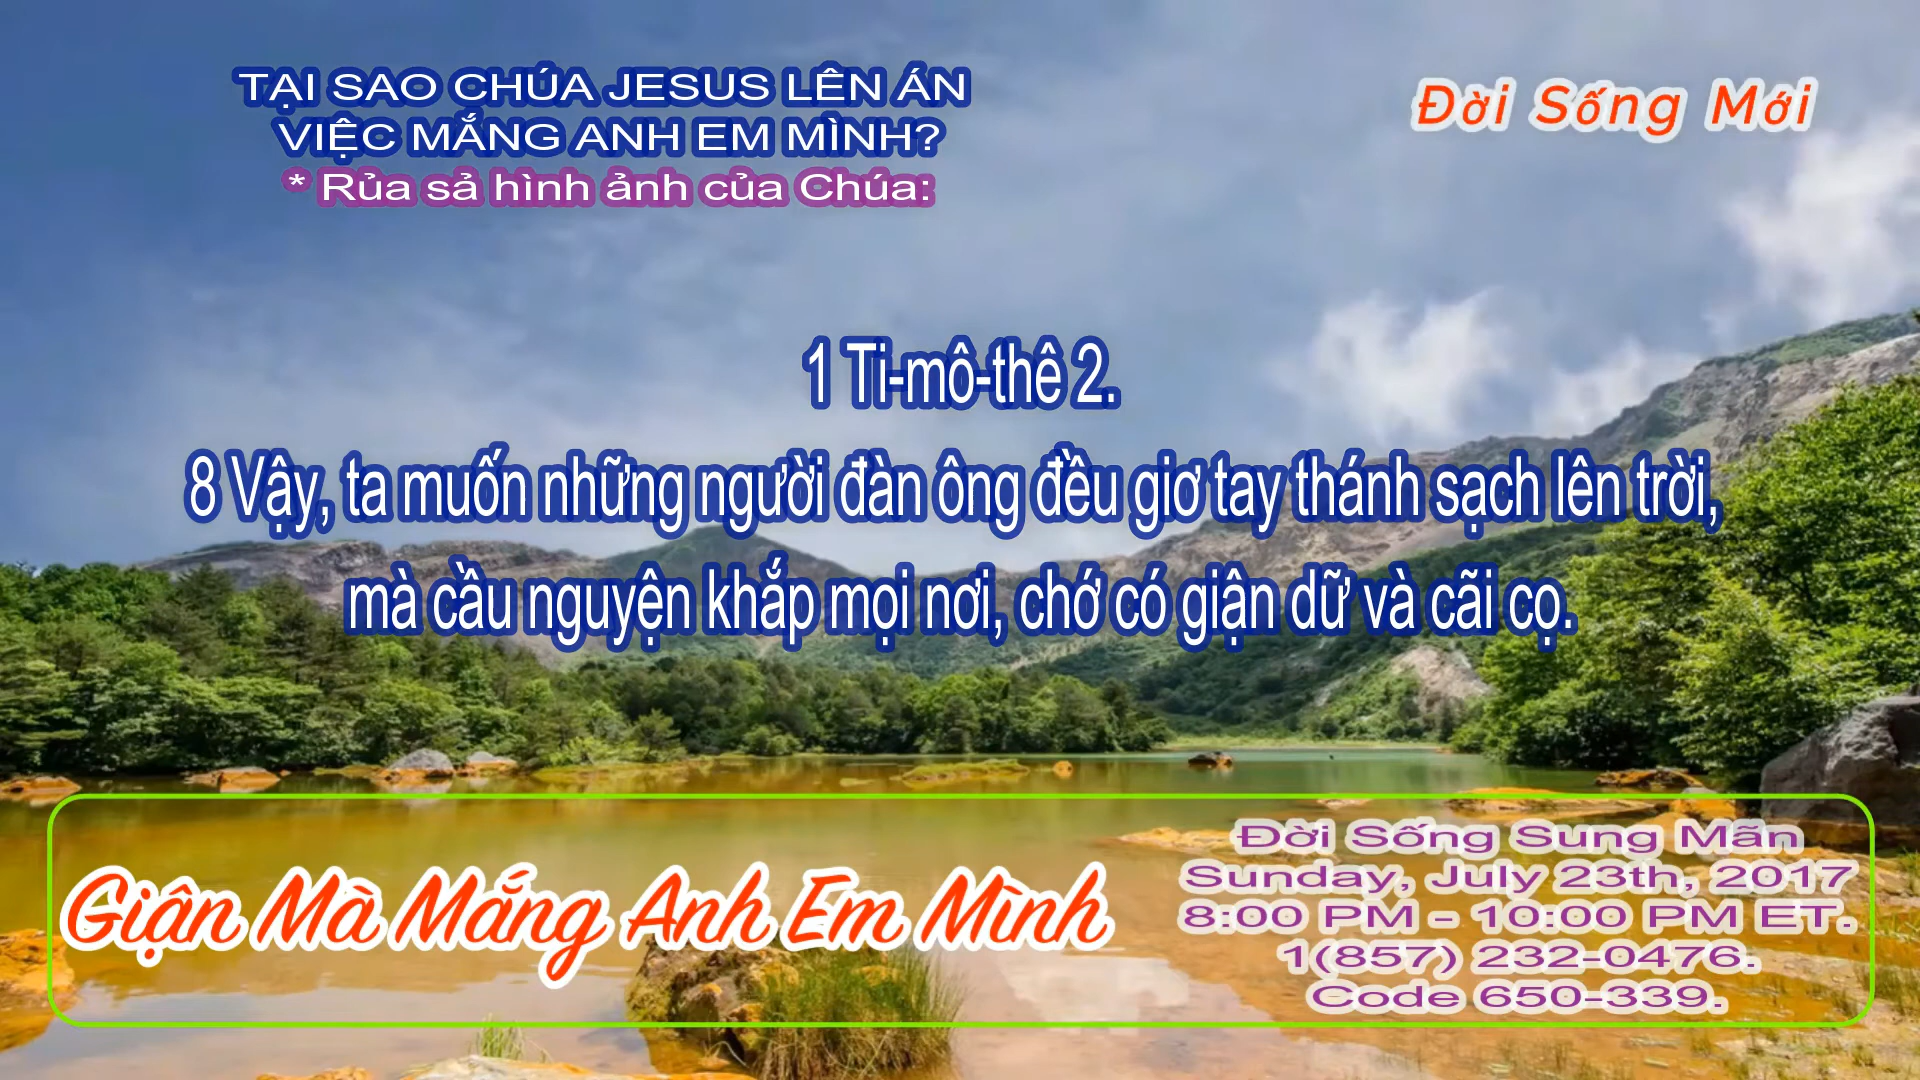 TẠI SAO CHÚA JESUS LÊN ÁN
VIỆC MẮNG ANH EM MÌNH?
* Rủa sả hình ảnh của Chúa:
Đời Sống Mới
1 Ti-mô-thê 2.
8 Vậy, ta muốn những người đàn ông đều giơ tay thánh sạch lên trời,
mà cầu nguyện khắp mọi nơi, chớ có giận dữ và cãi cọ.
Giận Mà Mắng Anh Em Mình
Đời Sống Sung Mãn
Sunday, July 23th, 2017
8:00 PM - 10:00 PM ET.
1(857) 232-0476.
Code 650-339.